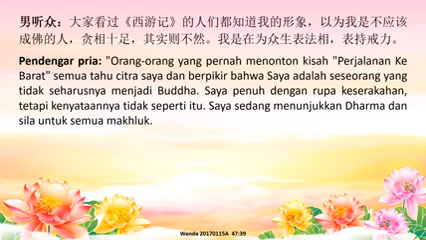 男听众：大家看过《西游记》的人们都知道我的形象，以为我是不应该
成佛的人，贪相十足，其实则不然。我是在为众生表法相，表持戒力。
Pendengar pria: "Orang-orang yang pernah menonton kisah "Perjalanan Ke
Barat" semua tahu citra saya dan berpikir bahwa Saya adalah seseorang yang
tidak seharusnya menjadi Buddha. Saya penuh dengan rupa keserakahan,
tetapi kenyataannya tidak seperti itu. Saya sedang menunjukkan Dharma dan
sila untuk semua makhluk.
Wenda 20170115A 47:39